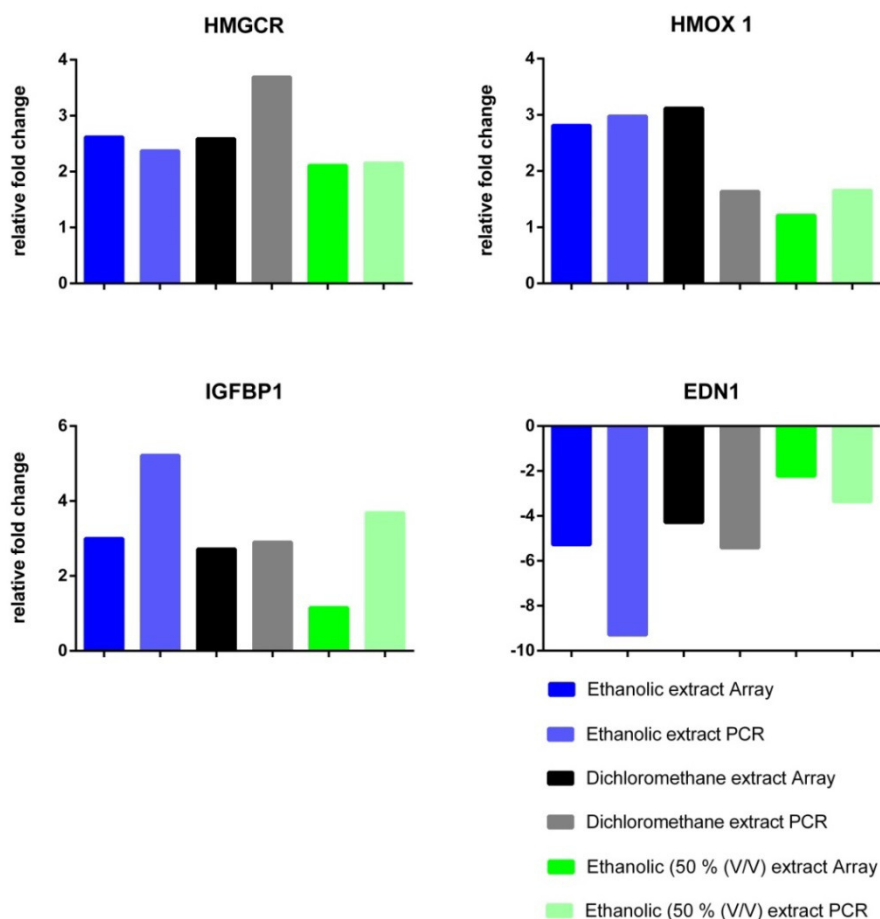 HMGCR
relative fold change
4
3
2
1
0
HMOX 1
relative fold change
4
3
2
1
0
IGFBP1
relative fold change
6
4
2
0
EDN1
0
-2
-4
-6
-8
-10
Ethanolic extract Array
Ethanolic extract PCR
Dichloromethane extract Array
Dichloromethane extract PCR
Ethanolic (50 % (V/V) extract Array
Ethanolic (50 % (V/V) extract PCR